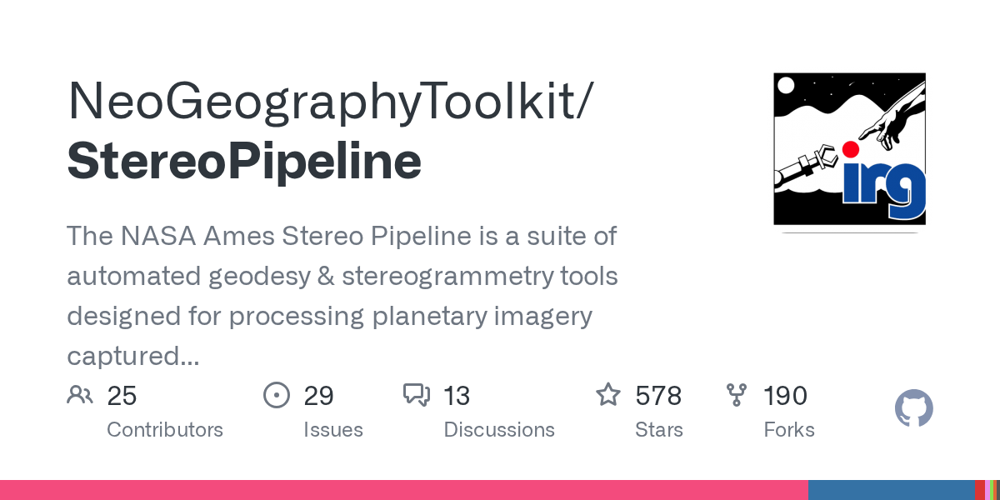 NeoGeographyToolkit/
StereoPipeline
irg
The NASA Ames Stereo Pipeline is a suite of
automated geodesy & stereogrammetry tools
designed for processing planetary imagery
captured...
25
Contributors
29
Issues
13
Discussions
578
Stars
190
Forks